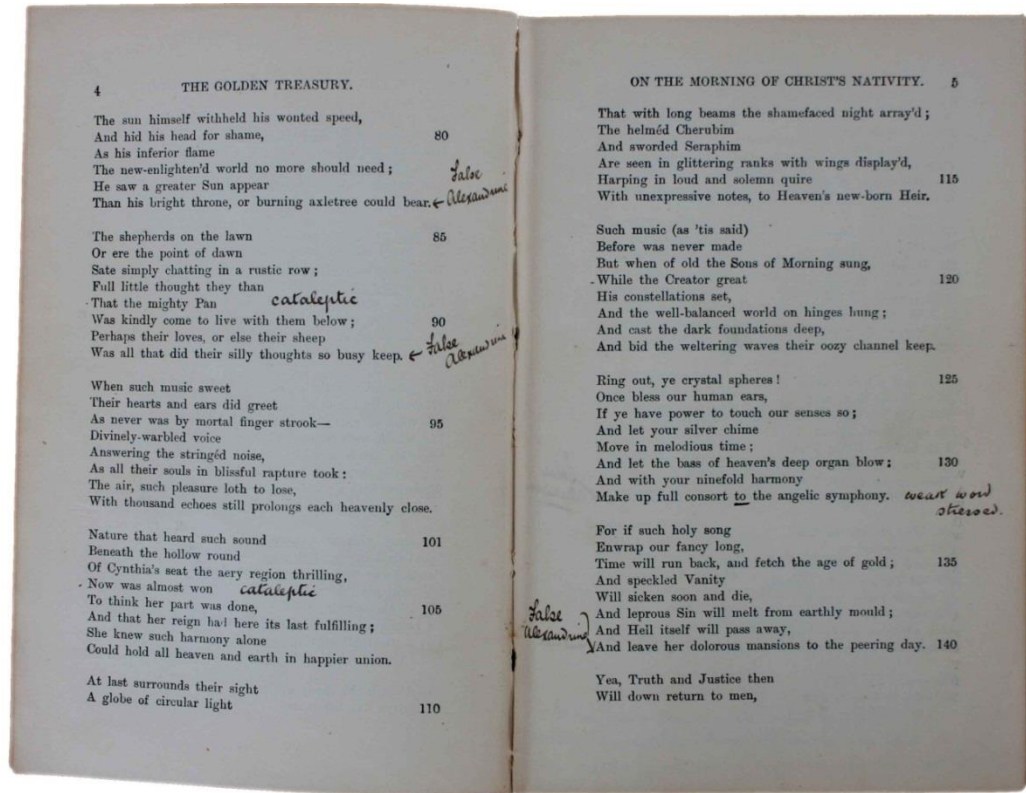 4 THE GOLDEN TREASURY.
The sun himself withheld his wonted speed,
And hid his head for shame, 80
As his inferior flame
The new-enlighten'd world no more should need;
He saw a greater Sun appear
Than his bright throne, or burning axletree could bear. ← False Alexandrine
The shepherds on the lawn 85
Or ere the point of dawn
Sate simply chatting in a rustic row;
Full little thought they than
- That the mighty Pan cataleptic
Was kindly come to live with them below; 90
Perhaps their loves, or else their sheep
Was all that did their silly thoughts so busy keep. ← False Alexandrine
When such music sweet
Their hearts and ears did greet
As never was by mortal finger strook— 95
Divinely-warbled voice
Answering the stringéd noise,
As all their souls in blissful rapture took:
The air, such pleasure loth to lose,
With thousand echoes still prolongs each heavenly close.
Nature that heard such sound 101
Beneath the hollow round
Of Cynthia's seat the aery region thrilling,
- Now was almost won cataleptic
To think her part was done, 105
And that her reign had here its last fulfilling;
She knew such harmony alone
Could hold all heaven and earth in happier union.
At last surrounds their sight
A globe of circular light 110
ON THE MORNING OF CHRIST'S NATIVITY. 5
That with long beams the shamefaced night array'd;
The helméd Cherubim
And sworded Seraphim
Are seen in glittering ranks with wings display'd,
Harping in loud and solemn quire 115
With unexpressive notes, to Heaven's new-born Heir.
Such music (as 'tis said)
Before was never made
But when of old the Sons of Morning sung,
- While the Creator great 120
His constellations set,
And the well-balanced world on hinges hung;
And cast the dark foundations deep,
And bid the weltering waves their oozy channel keep.
Ring out, ye crystal spheres! 125
Once bless our human ears,
If ye have power to touch our senses so;
And let your silver chime
Move in melodious time;
And let the bass of heaven's deep organ blow; 130
And with your ninefold harmony
Make up full consort to the angelic symphony. weak word
stressed.
For if such holy song
Enwrap our fancy long,
Time will run back, and fetch the age of gold; 135
And speckled Vanity
Will sicken soon and die,
And leprous Sin will melt from earthly mould;
False Alexandrine And Hell itself will pass away,
And leave her dolorous mansions to the peering day. 140
Yea, Truth and Justice then
Will down return to men,